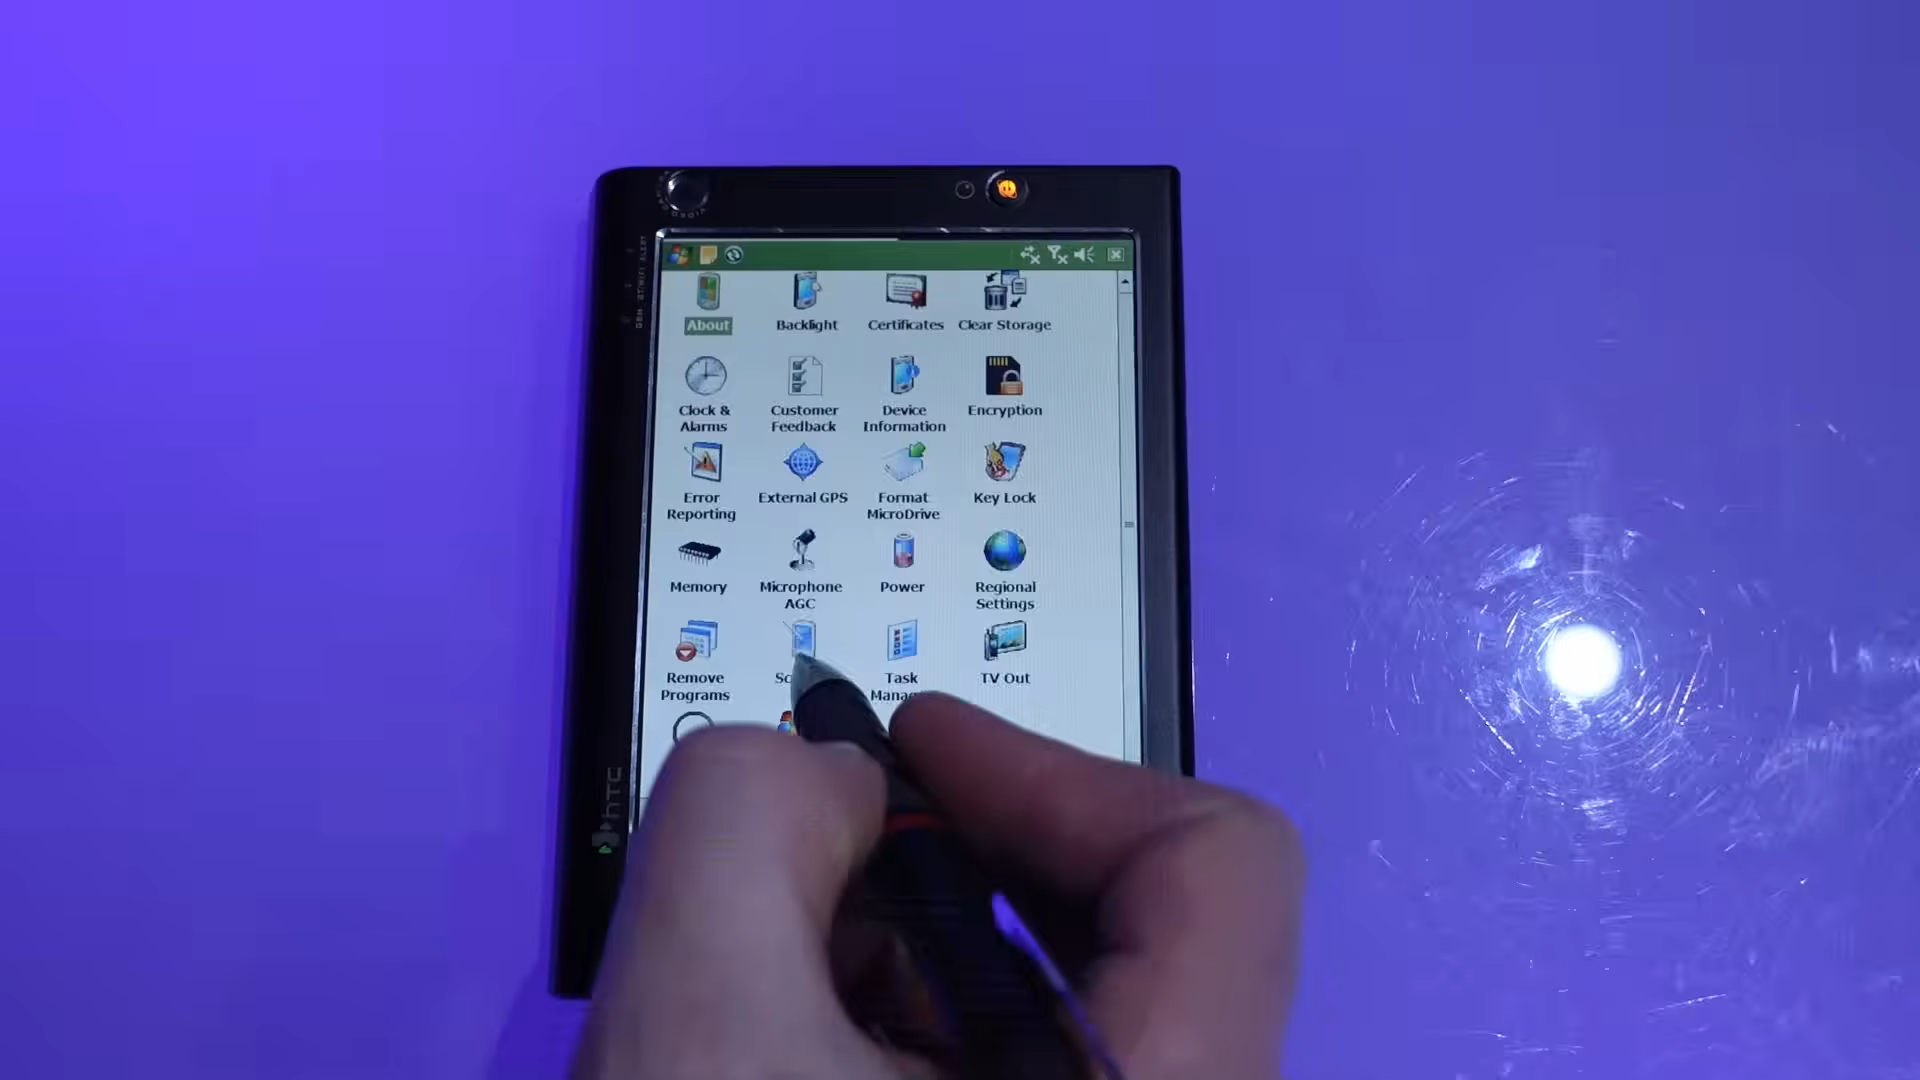 About
Backlight
Certificates
Clear Storage
Clock &
Alarms
Customer
Feedback
Device
Information
Encryption
Error
Reporting
External GPS
Format
MicroDrive
Key Lock
Memory
Microphone
AGC
Power
Regional
Settings
Remove
Programs
Task
TV Out
hTC